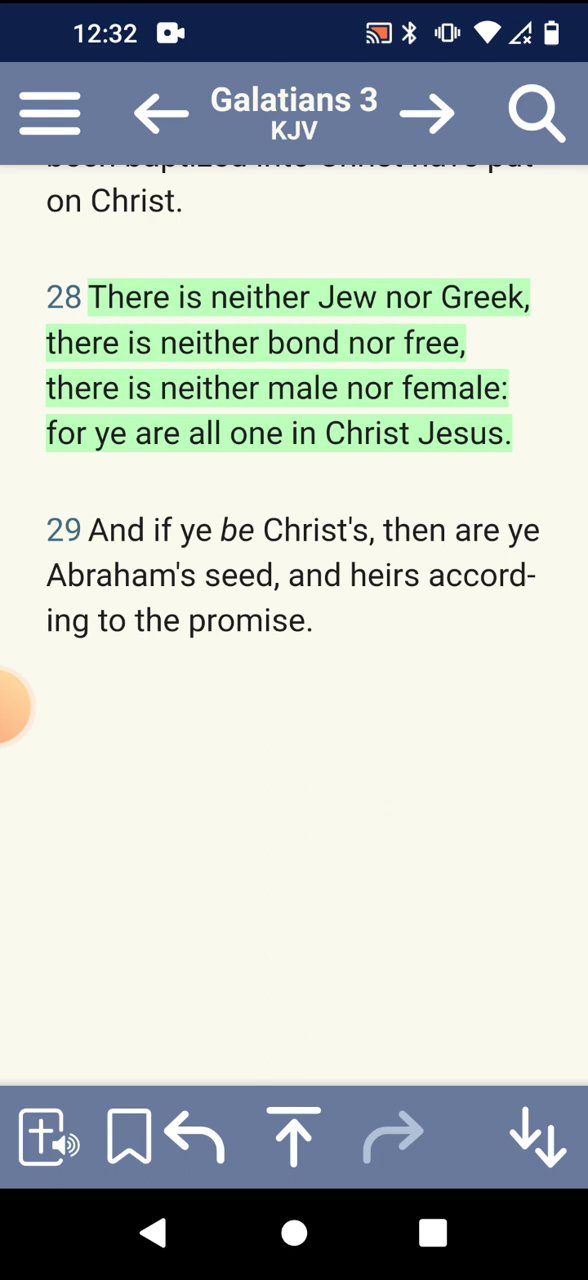 12:32
Galatians 3
KJV
on Christ.
28 There is neither Jew nor Greek,
there is neither bond nor free,
there is neither male nor female:
for ye are all one in Christ Jesus.
29 And if ye be Christ's, then are ye
Abraham's seed, and heirs accord-
ing to the promise.